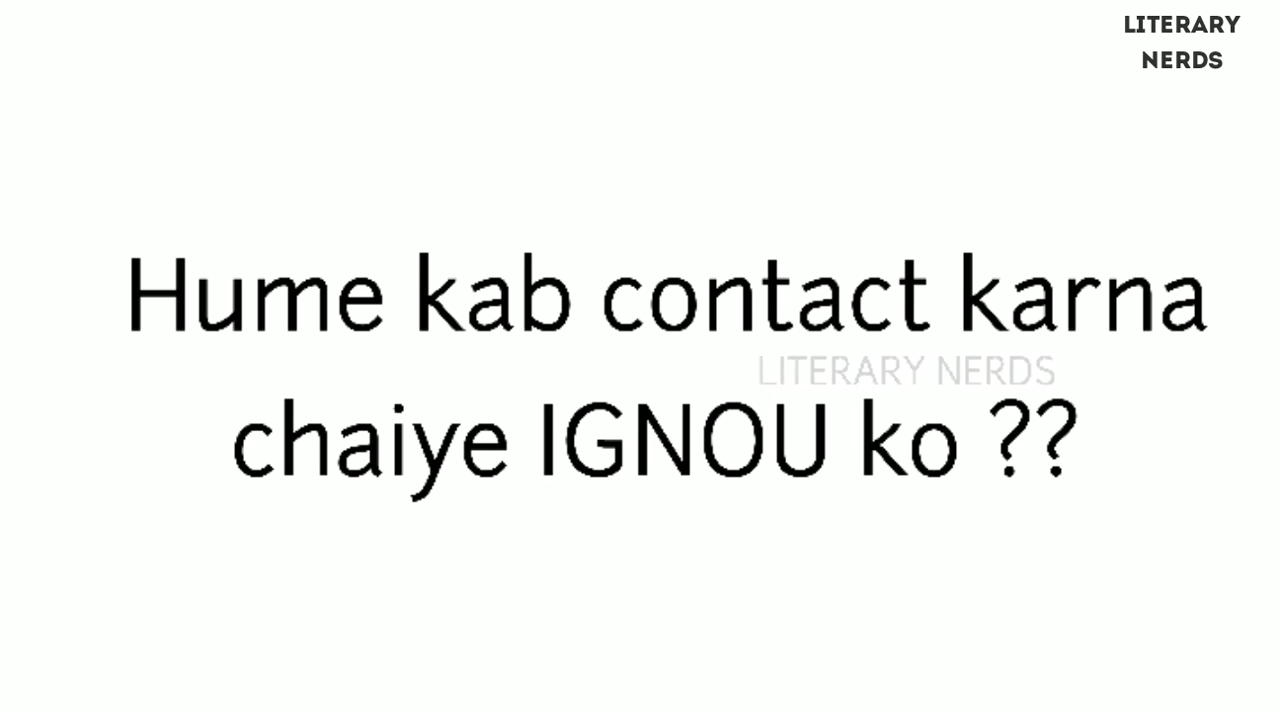 LITERARY
NERDS
Hume kab contact karna
LITERARY NERDS
chaiye IGNOU ko ??